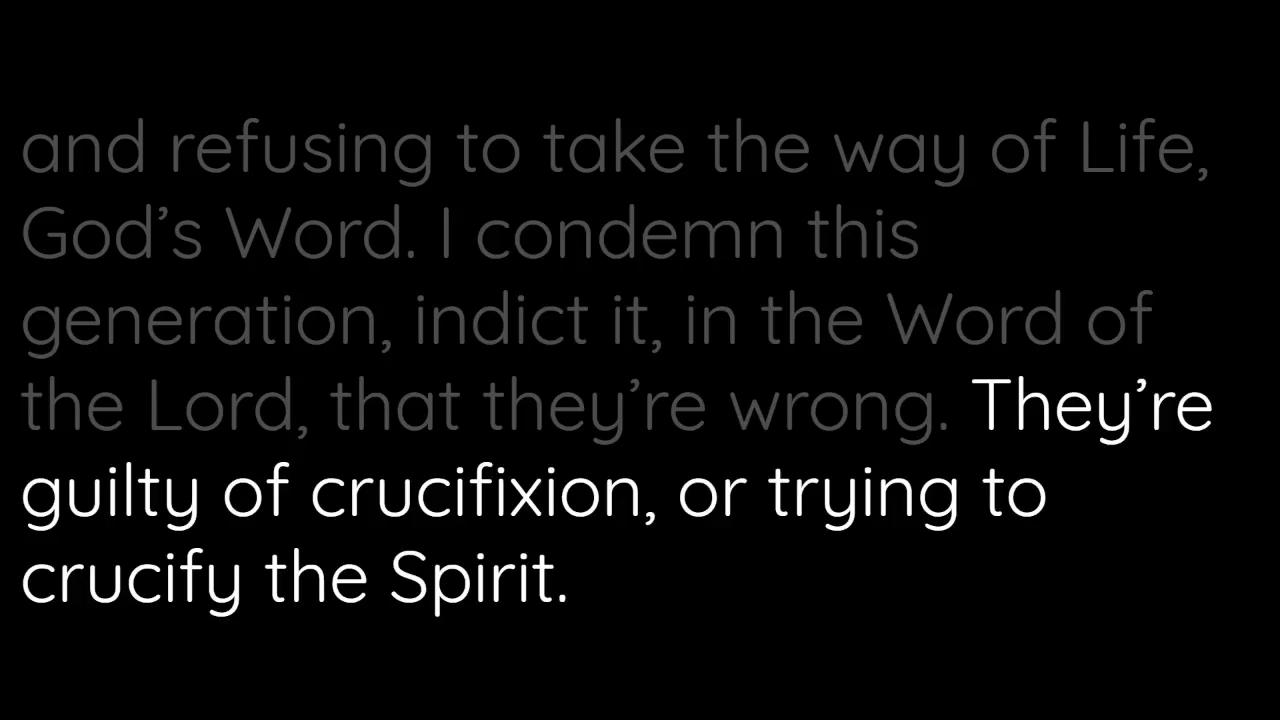 and refusing to take the way of Life,
God’s Word. I condemn this
generation, indict it, in the Word of
the Lord, that they’re wrong. They’re
guilty of crucifixion, or trying to
crucify the Spirit.